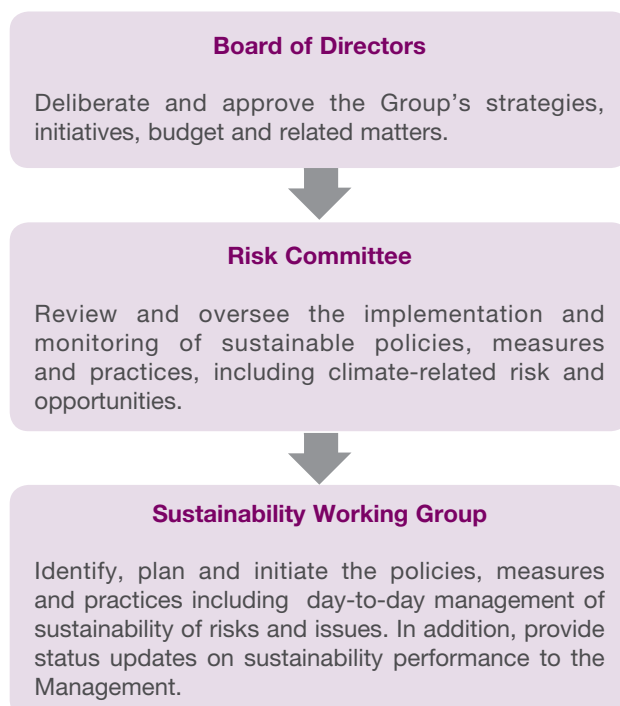 Board of Directors
Deliberate and approve the Group’s strategies,
initiatives, budget and related matters.
Risk Committee
Review and oversee the implementation and
monitoring of sustainable policies, measures
and practices, including climate-related risk and
opportunities.
Sustainability Working Group
Identify, plan and initiate the policies, measures
and practices including day-to-day management of
sustainability of risks and issues. In addition, provide
status updates on sustainability performance to the
Management.